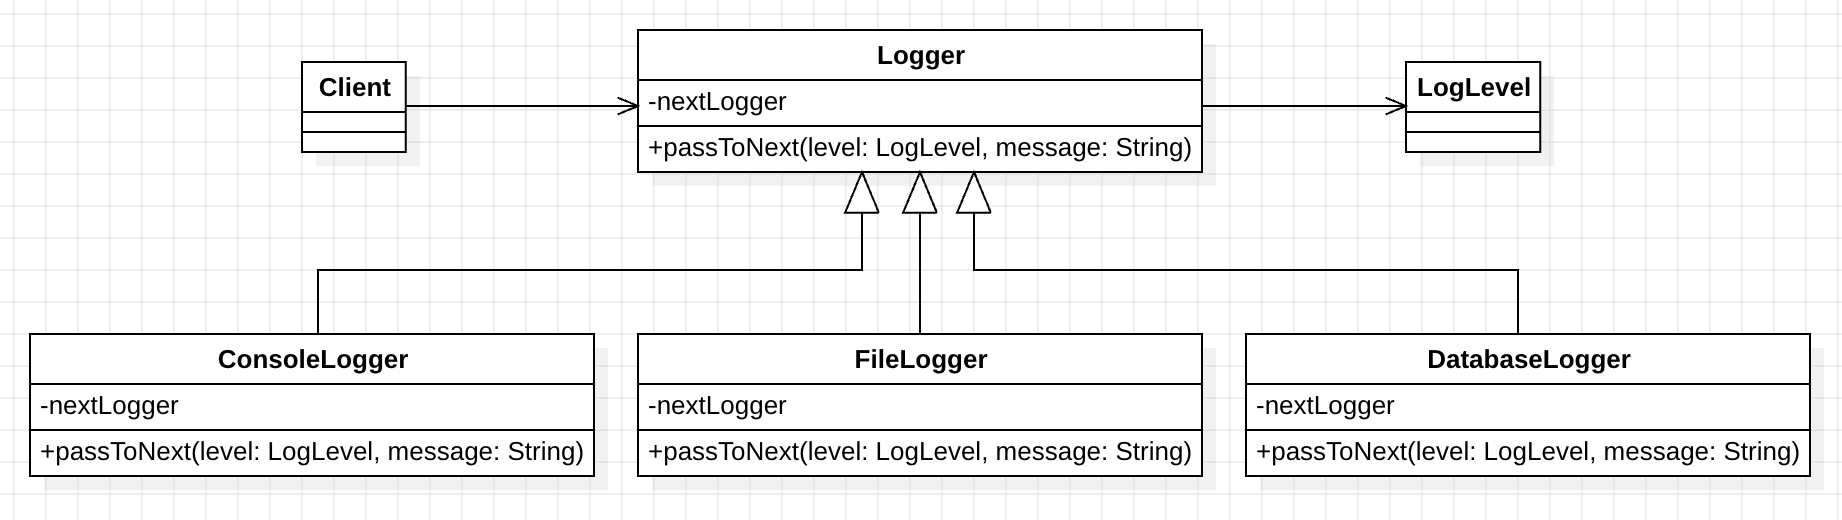 Client
Logger
-nextLogger
+passToNext(level: LogLevel, message: String)
LogLevel
ConsoleLogger
-nextLogger
+passToNext(level: LogLevel, message: String)
FileLogger
-nextLogger
+passToNext(level: LogLevel, message: String)
DatabaseLogger
-nextLogger
+passToNext(level: LogLevel, message: String)